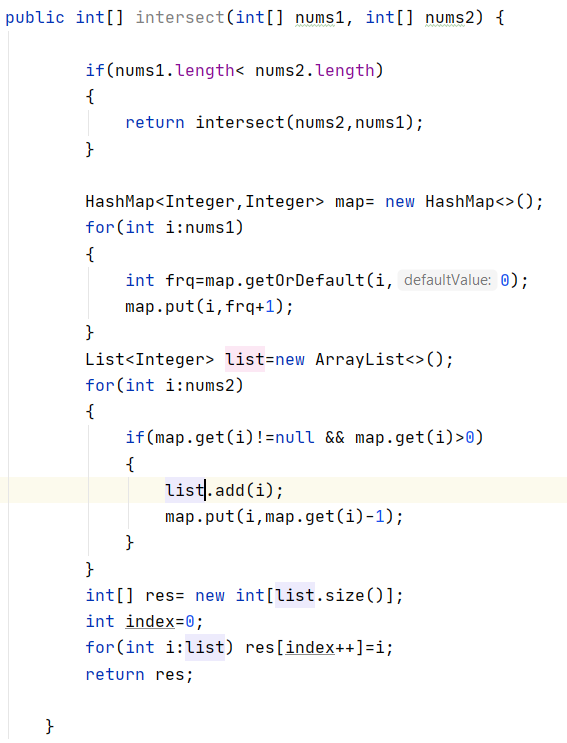 public int[] intersect(int[] nums1, int[] nums2) {
if(nums1.length< nums2.length)
{
return intersect(nums2,nums1);
}
HashMap<Integer,Integer> map= new HashMap<>();
for(int i:nums1)
{
int frq=map.getOrDefault(i, defaultValue: 0);
map.put(i,frq+1);
}
List<Integer> list=new ArrayList<>();
for(int i:nums2)
{
if(map.get(i)!=null && map.get(i)>0)
{
list.add(i);
map.put(i,map.get(i)-1);
}
}
int[] res= new int[list.size()];
int index=0;
for(int i:list) res[index++]=i;
return res;
}